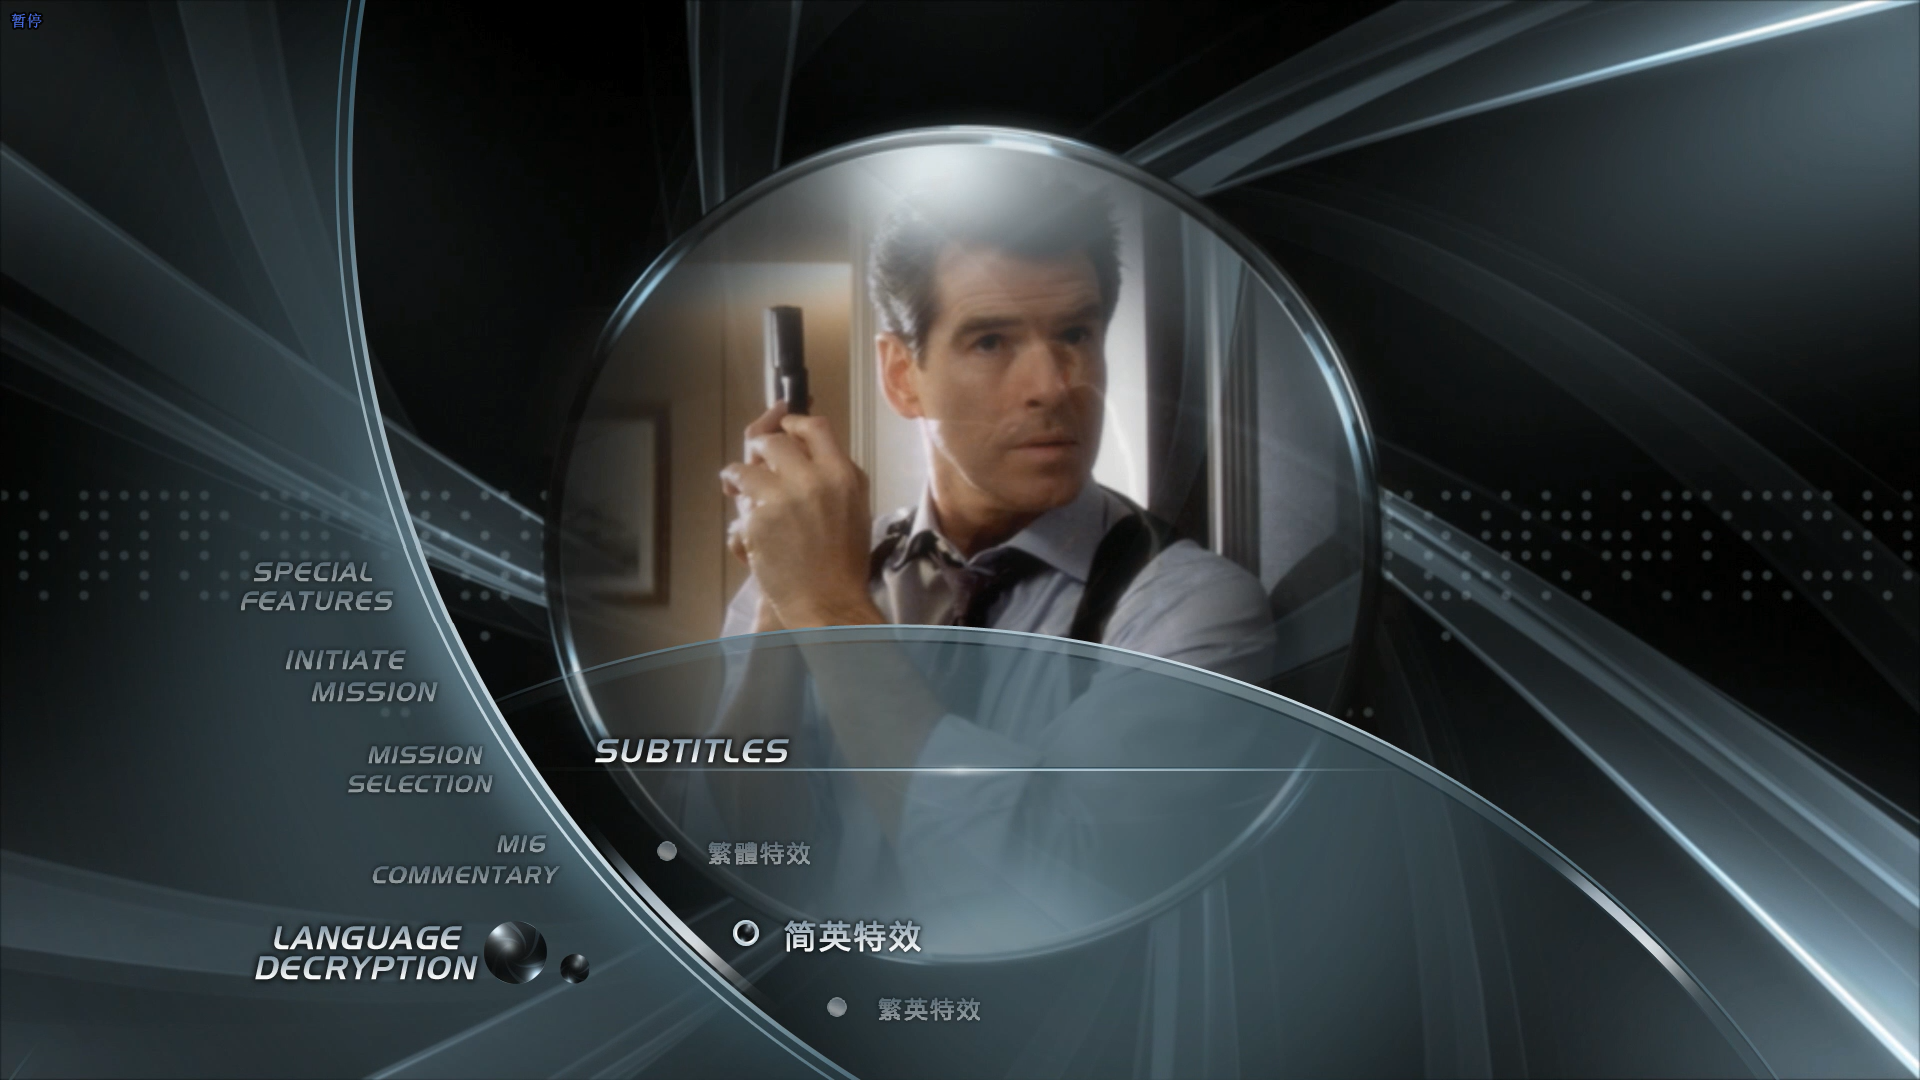 暂停
SPECIAL
FEATURES
INITIATE
MISSION
MISSION
SELECTION
MI6
COMMENTARY
LANGUAGE
DECRYPTION
SUBTITLES
繁體特效
简英特效
繁英特效